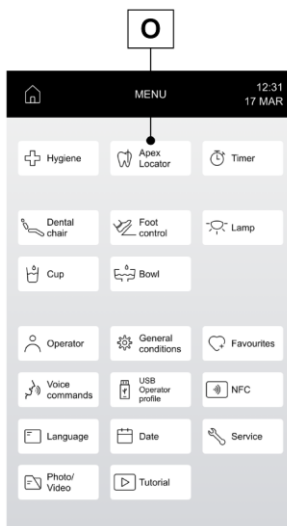 O
MENU
12:31
17 MAR
Hygiene
Apex
Locator
Timer
Dental
chair
Foot
control
Lamp
Cup
Bowl
Operator
General
conditions
Favourites
Voice
commands
USB
Operator
profile
NFC
Language
Date
Service
Photo/
Video
Tutorial